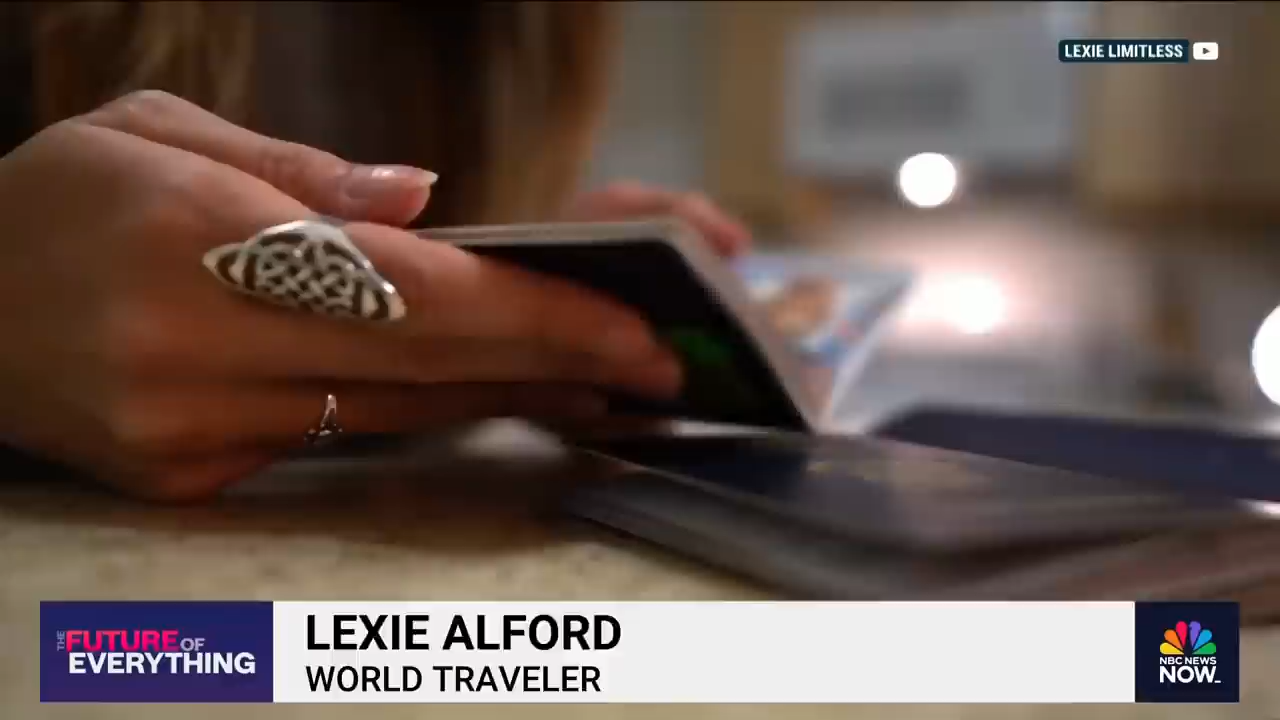 LEXIE LIMITLESS
THE FUTURE OF
EVERYTHING
LEXIE ALFORD
WORLD TRAVELER
NBC NEWS
NOW